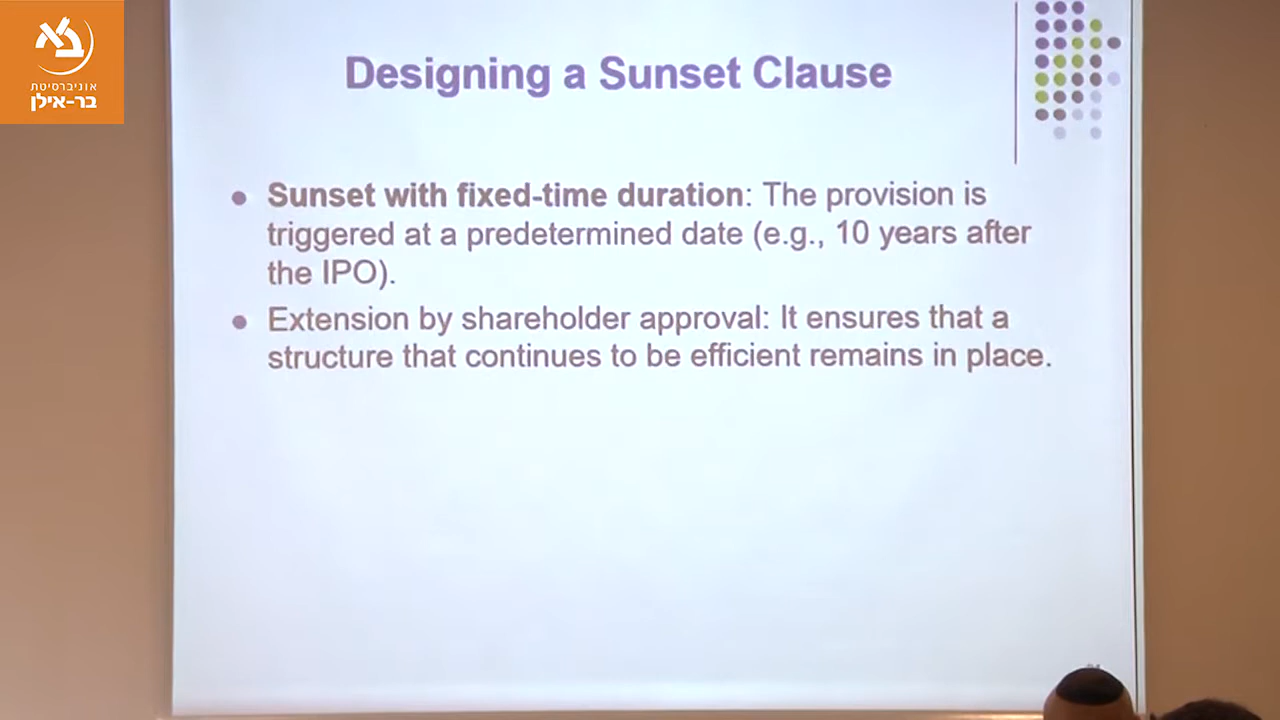 אוניברסיטת
בר-אילן
Designing a Sunset Clause
Sunset with fixed-time duration: The provision is
triggered at a predetermined date (e.g., 10 years after
the IPO).
Extension by shareholder approval: It ensures that a
structure that continues to be efficient remains in place.